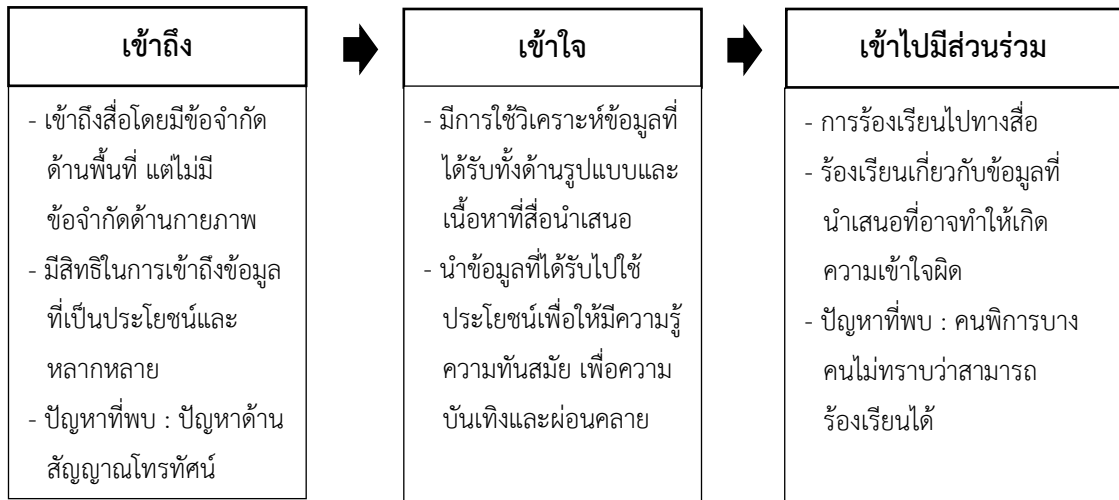 เข้าถึง
- เข้าถึงสื่อโดยมีข้อจำกัด
ด้านพื้นที่ แต่ไม่มี
ข้อจำกัดด้านกายภาพ
- มีสิทธิในการเข้าถึงข้อมูล
ที่เป็นประโยชน์และ
หลากหลาย
- ปัญหาที่พบ : ปัญหาด้าน
สัญญาณโทรทัศน์
เข้าใจ
- มีการใช้วิเคราะห์ข้อมูลที่
ได้รับทั้งด้านรูปแบบและ
เนื้อหาที่สื่อนำเสนอ
- นำข้อมูลที่ได้รับไปใช้
ประโยชน์เพื่อให้มีความรู้
ความทันสมัย เพื่อความ
บันเทิงและผ่อนคลาย
เข้าไปมีส่วนร่วม
- การร้องเรียนไปทางสื่อ
- ร้องเรียนเกี่ยวกับข้อมูลที่
นำเสนอที่อาจทำให้เกิด
ความเข้าใจผิด
- ปัญหาที่พบ : คนพิการบาง
คนไม่ทราบว่าสามารถ
ร้องเรียนได้